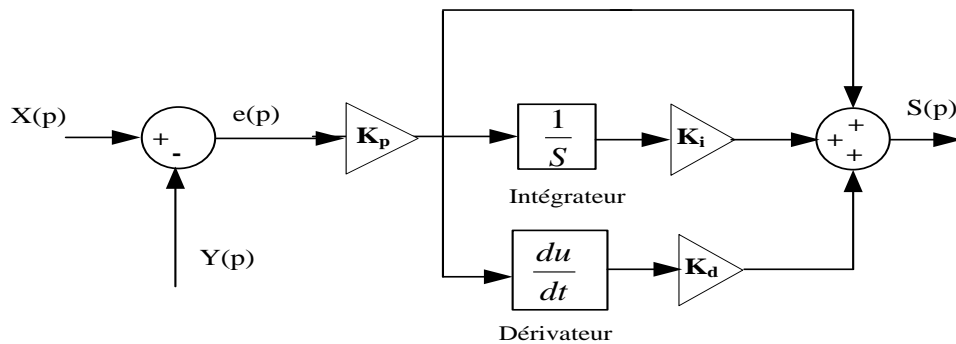 X(p)
+
-
e(p)
Y(p)
Kp
1
S
Intégrateur
Ki
du
dt
Dérivateur
Kd
+
+
+
S(p)